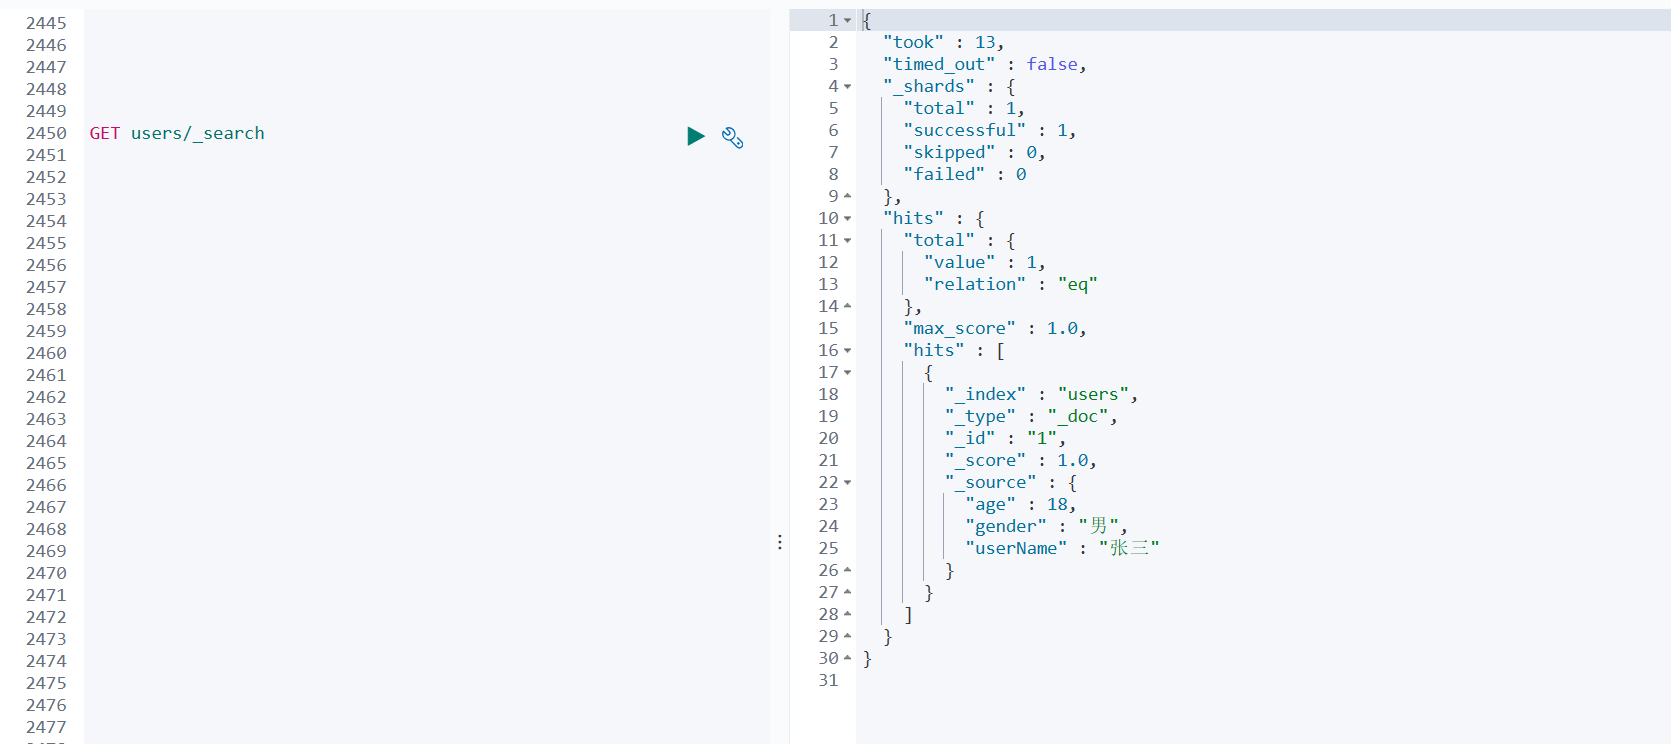 2445
2446
2447
2448
2449
2450 GET users/_search
2451
2452
2453
2454
2455
2456
2457
2458
2459
2460
2461
2462
2463
2464
2465
2466
2467
2468
2469
2470
2471
2472
2473
2474
2475
2476
2477
1 {
2 "took" : 13,
3 "timed_out" : false,
4 "_shards" : {
5 "total" : 1,
6 "successful" : 1,
7 "skipped" : 0,
8 "failed" : 0
9 },
10 "hits" : {
11 "total" : {
12 "value" : 1,
13 "relation" : "eq"
14 },
15 "max_score" : 1.0,
16 "hits" : [
17 {
18 "_index" : "users",
19 "_type" : "_doc",
20 "_id" : "1",
21 "_score" : 1.0,
22 "_source" : {
23 "age" : 18,
24 "gender" : "男",
25 "userName" : "张三"
26 }
27 }
28 ]
29 }
30 }
31